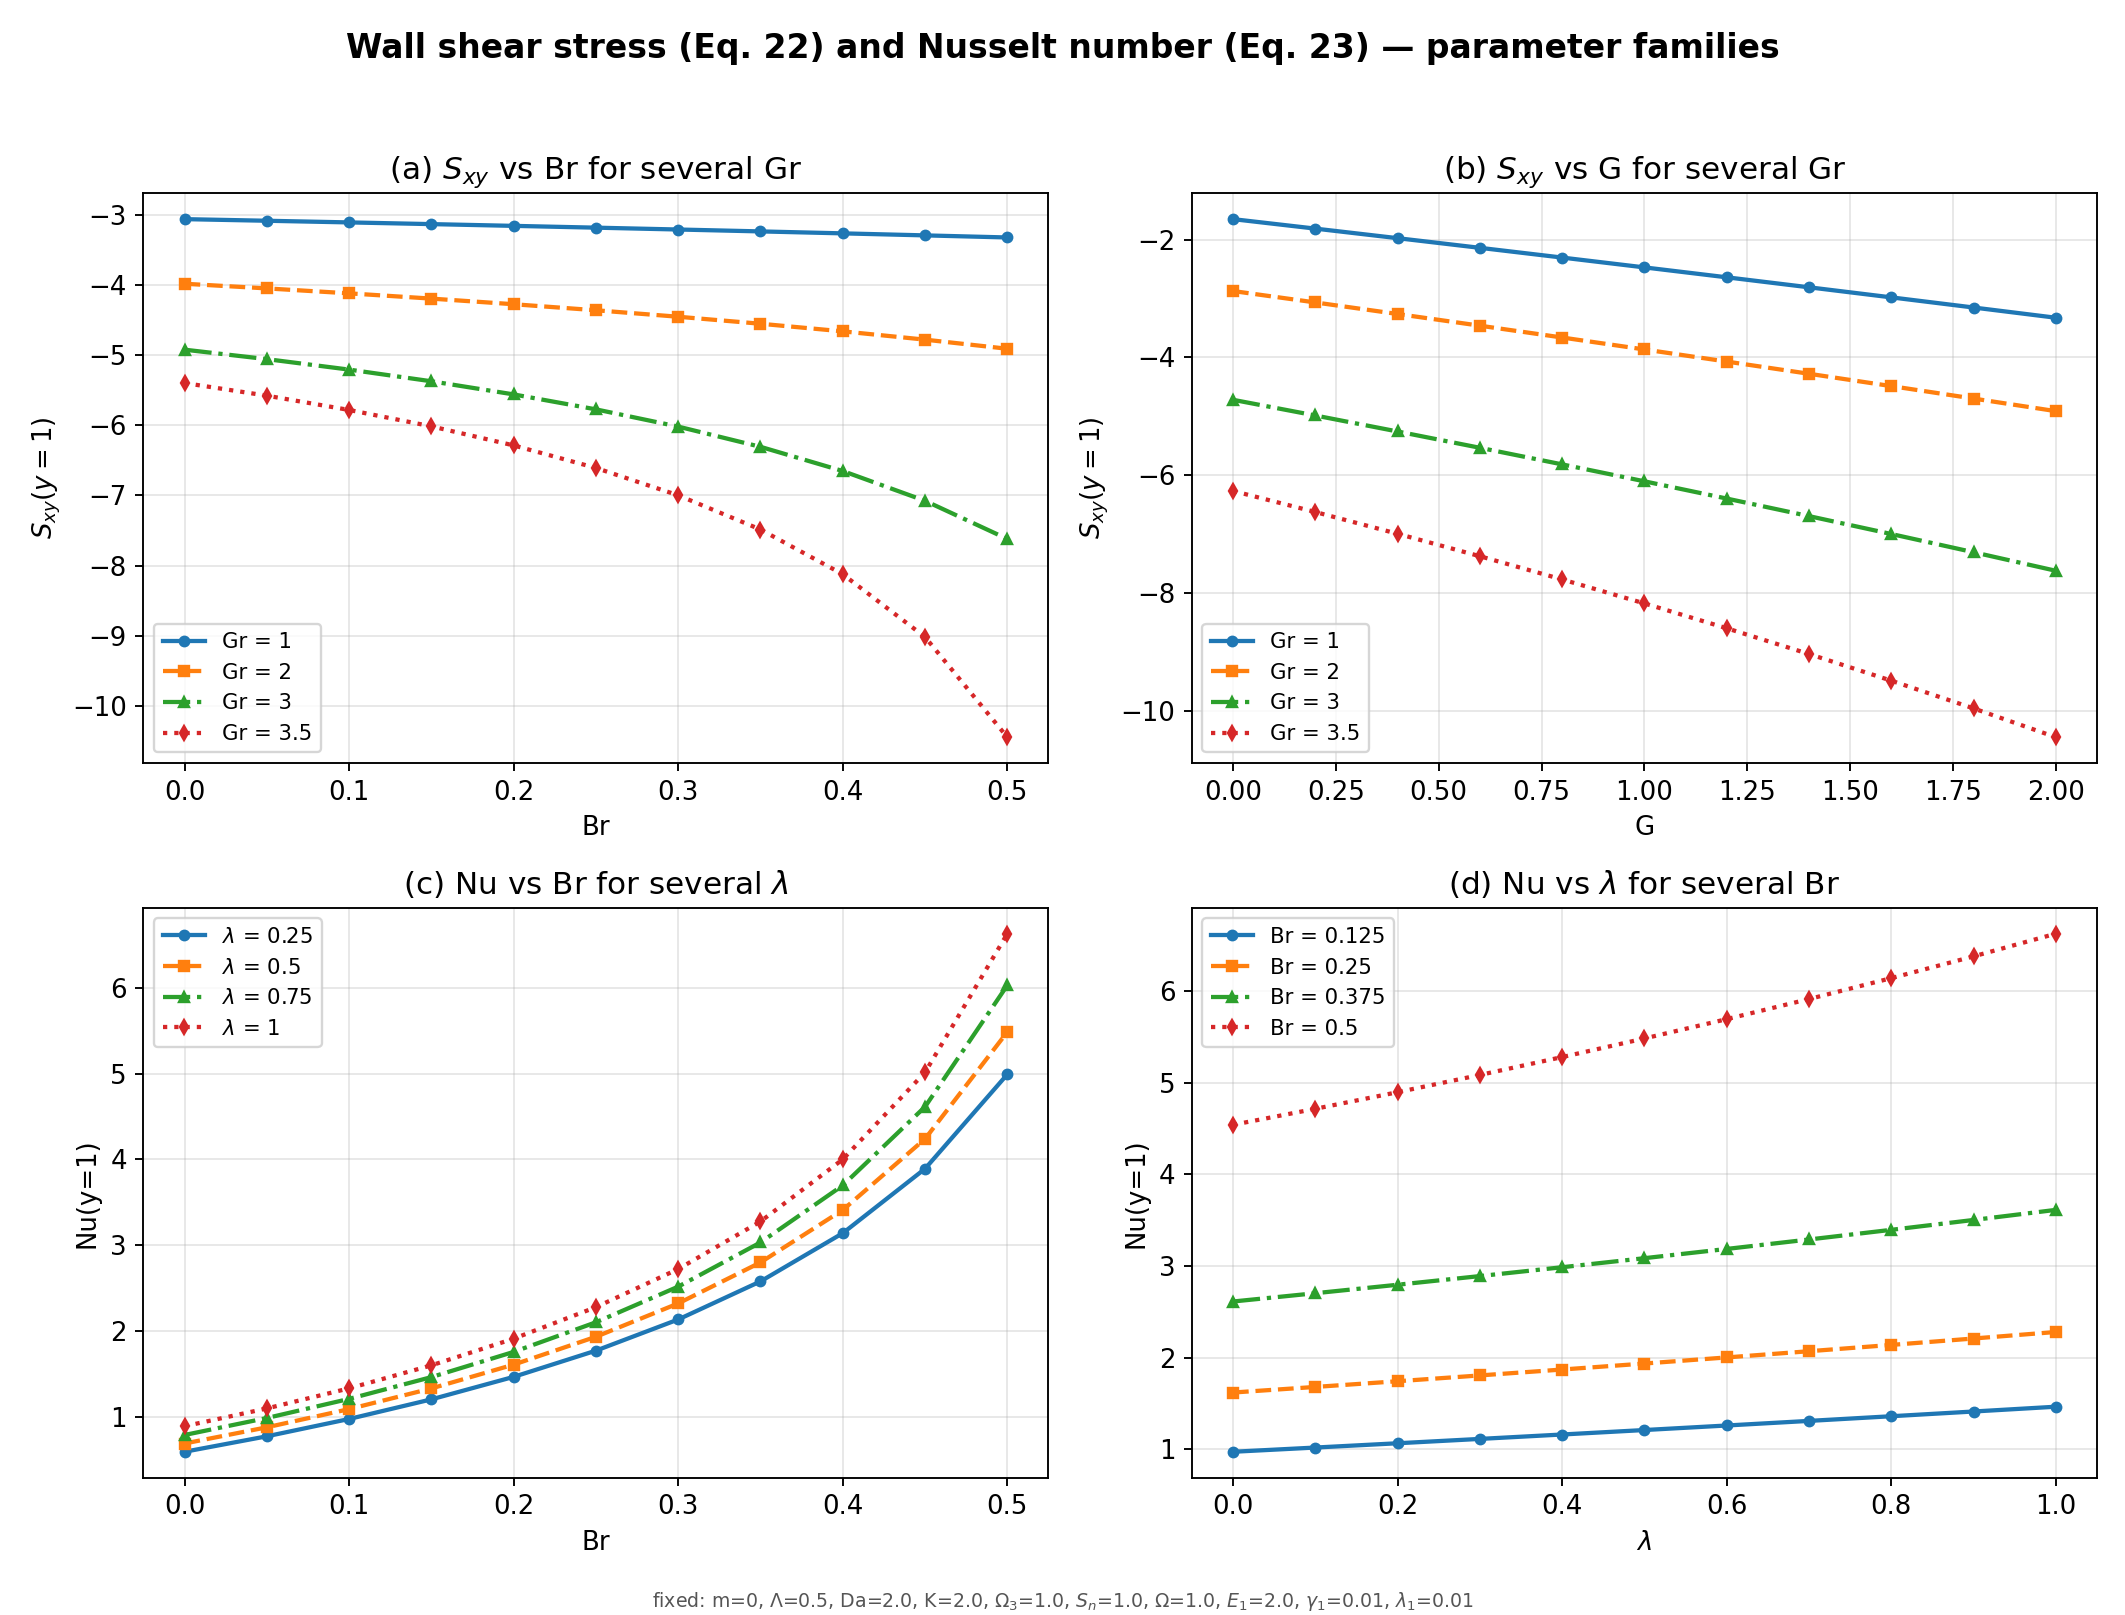 Wall shear stress (Eq. 22) and Nusselt number (Eq. 23) — parameter families
(a) Sxy vs Br for several Gr
−3
−4
−5
−6
−7
−8
−9
−10
Sxy(y = 1)
Gr = 1
Gr = 2
Gr = 3
Gr = 3.5
0.0 0.1 0.2 0.3 0.4 0.5
Br
(b) Sxy vs G for several Gr
−2
−4
−6
−8
−10
Sxy(y = 1)
Gr = 1
Gr = 2
Gr = 3
Gr = 3.5
0.00 0.25 0.50 0.75 1.00 1.25 1.50 1.75 2.00
G
(c) Nu vs Br for several λ
6
5
4
3
2
1
Nu(y=1)
λ = 0.25
λ = 0.5
λ = 0.75
λ = 1
0.0 0.1 0.2 0.3 0.4 0.5
Br
(d) Nu vs λ for several Br
6
5
4
3
2
1
Nu(y=1)
Br = 0.125
Br = 0.25
Br = 0.375
Br = 0.5
0.0 0.2 0.4 0.6 0.8 1.0
λ
fixed: m=0, Λ=0.5, Da=2.0, K=2.0, Ω₃=1.0, Sₙ=1.0, Ω=1.0, E₁=2.0, γ₁=0.01, λ₁=0.01